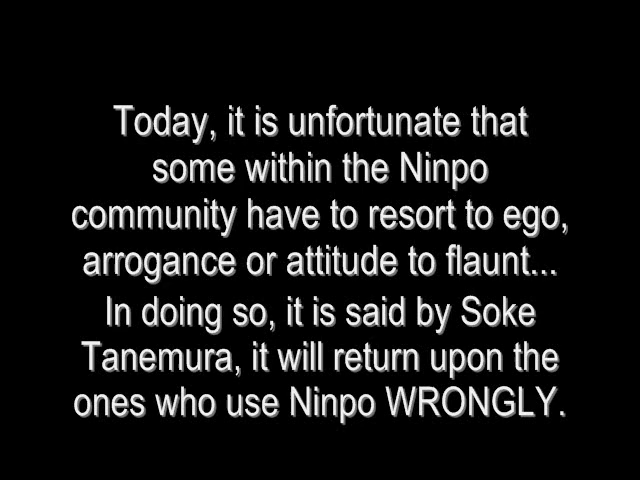 Today, it is unfortunate that
some within the Ninpo
community have to resort to ego,
arrogance or attitude to flaunt...
In doing so, it is said by Soke
Tanemura, it will return upon the
ones who use Ninpo WRONGLY.